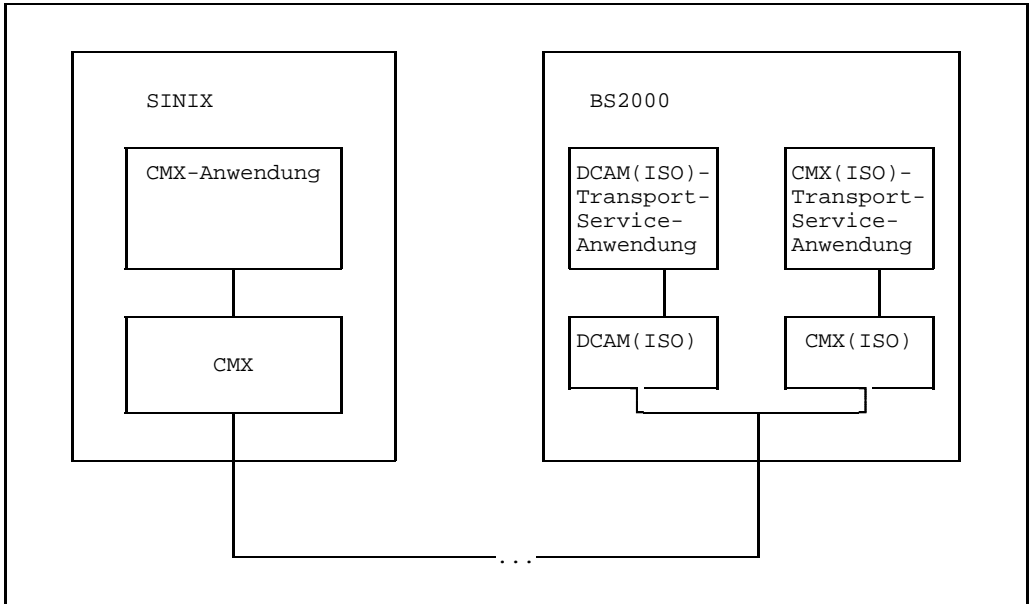 SINIX
CMX-Anwendung
CMX
BS2000
DCAM(ISO)-
Transport-
Service-
Anwendung
CMX(ISO)-
Transport-
Service-
Anwendung
DCAM(ISO)
CMX(ISO)
...